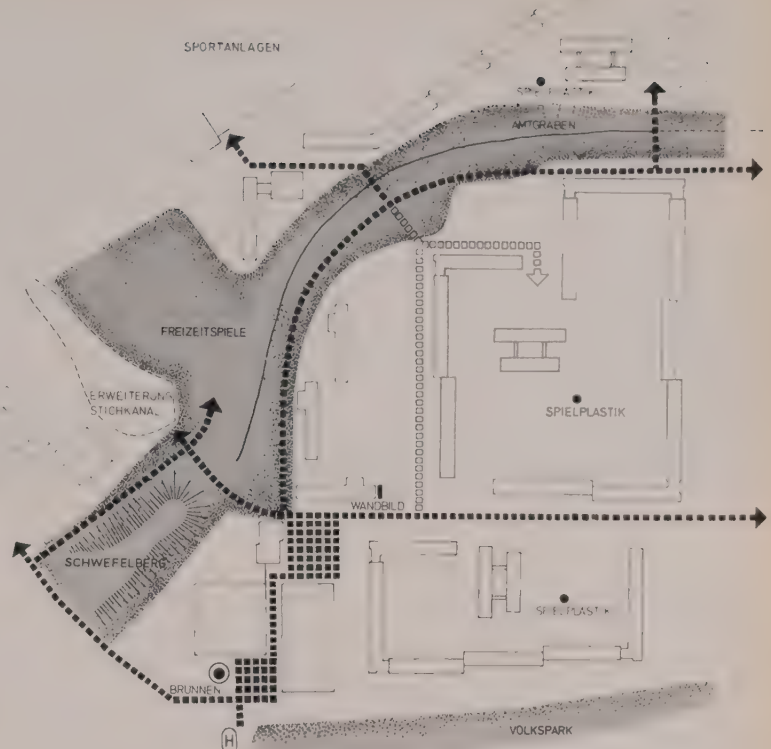 SPORTANLAGEN
SPIELPLASTIK
AMTGRABEN
FREIZEITSPIELE
ERWEITERUNG
STICHKANAL
SPIELPLASTIK
WANDBILD
SCHWEFELBERG
SPIELPLASTIK
BRUNNEN
H
VOLKSPARK